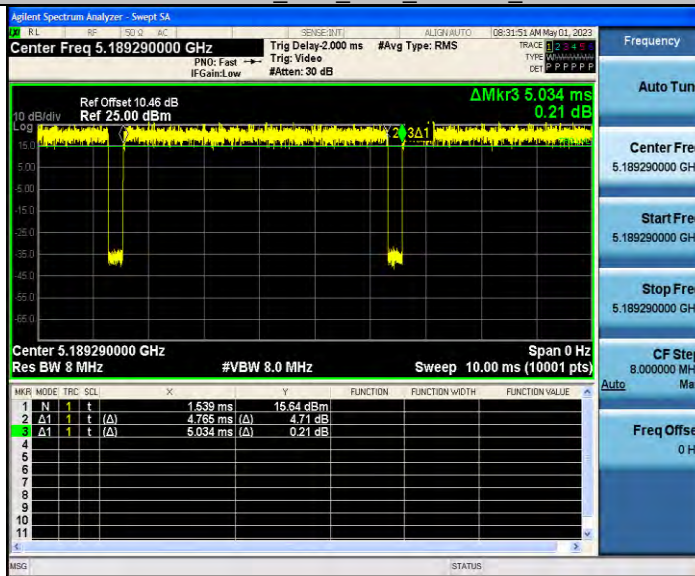 Agilent Spectrum Analyzer - Swept SA
RL RF 50 Ω AC SENSE:INT ALIGN AUTO 08:31:51 AM May 01, 2023
Center Freq 5.189290000 GHz
PNO: Fast
IFGain:Low
Trig Delay-2.000 ms
Trig: Video
#Atten: 30 dB
#Avg Type: RMS
TRACE 1 2 3 4 5 6
TYPE
DET P P P P P P
Ref Offset 10.46 dB
Ref 25.00 dBm
10 dB/div
Log
ΔMkr3 5.034 ms
0.21 dB
2 3Δ1
15.0
5.00
-5.00
-15.0
-25.0
-35.0
-45.0
-55.0
-65.0
Center 5.189290000 GHz Span 0 Hz
Res BW 8 MHz #VBW 8.0 MHz Sweep 10.00 ms (10001 pts)
MKR MODE TRC SCL X Y FUNCTION FUNCTION WIDTH FUNCTION VALUE
1 N 1 t 1.539 ms 15.64 dBm
2 Δ1 1 t (Δ) 4.765 ms (Δ) 4.71 dB
3 Δ1 1 t (Δ) 5.034 ms (Δ) 0.21 dB
4
5
6
7
8
9
10
11
MSG STATUS
Frequency
Auto Tun
Center Fre
5.189290000 GH
Start Fre
5.189290000 GH
Stop Fre
5.189290000 GH
CF Step
8.000000 MH
Auto Ma
Freq Offse
0 H